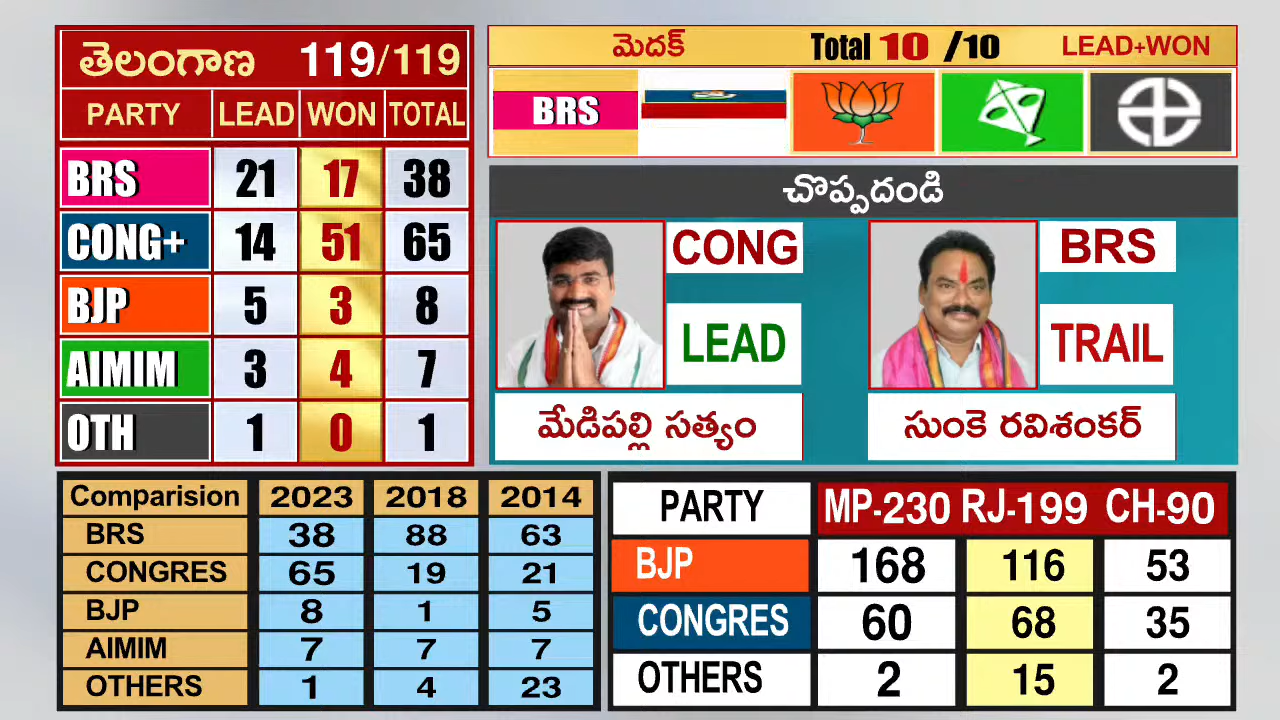 తెలంగాణ 119/119
PARTY LEAD WON TOTAL
BRS 21 17 38
CONG+ 14 51 65
BJP 5 3 8
AIMIM 3 4 7
OTH 1 0 1
మెదక్ Total 10 /10 LEAD+WON
BRS
చొప్పదండి
CONG
LEAD
మేడిపల్లి సత్యం
BRS
TRAIL
సుంకె రవిశంకర్
Comparision 2023 2018 2014
BRS 38 88 63
CONGRES 65 19 21
BJP 8 1 5
AIMIM 7 7 7
OTHERS 1 4 23
PARTY MP-230 RJ-199 CH-90
BJP 168 116 53
CONGRES 60 68 35
OTHERS 2 15 2